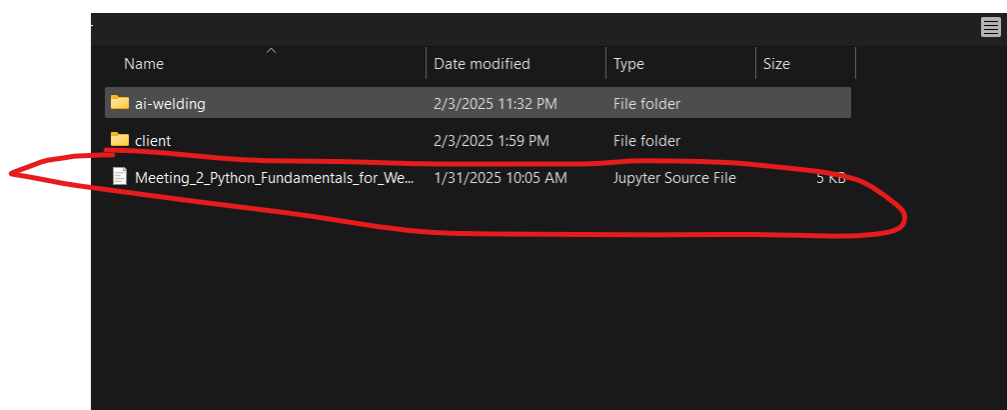 Name Date modified Type Size
ai-welding 2/3/2025 11:32 PM File folder
client 2/3/2025 1:59 PM File folder
Meeting_2_Python_Fundamentals_for_We... 1/31/2025 10:05 AM Jupyter Source File 5 KB